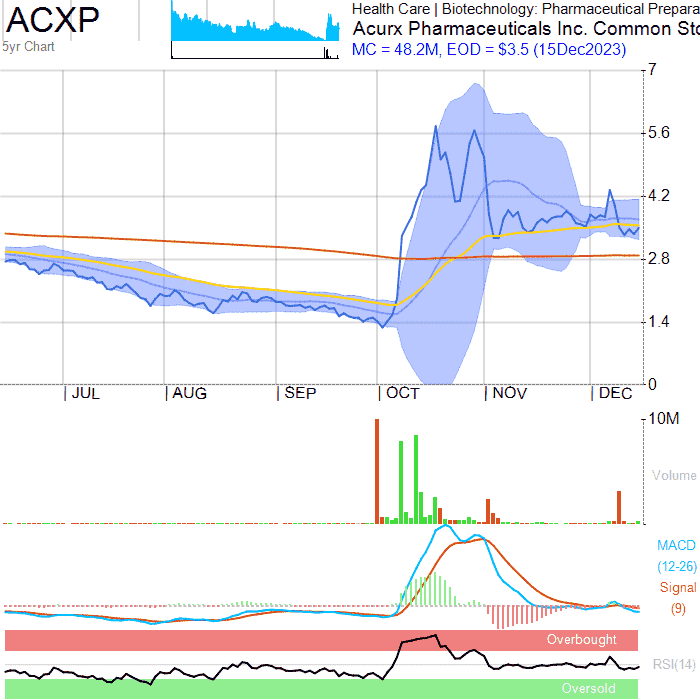 ACXP
5yr Chart
Health Care | Biotechnology: Pharmaceutical Prepara
Acurx Pharmaceuticals Inc. Common Sto
MC = 48.2M, EOD = $3.5 (15Dec2023)
7
5.6
4.2
2.8
1.4
0
JUL AUG SEP OCT NOV DEC
10M
Volume
MACD
(12-26)
Signal
(9)
Overbought
RSI(14)
Oversold